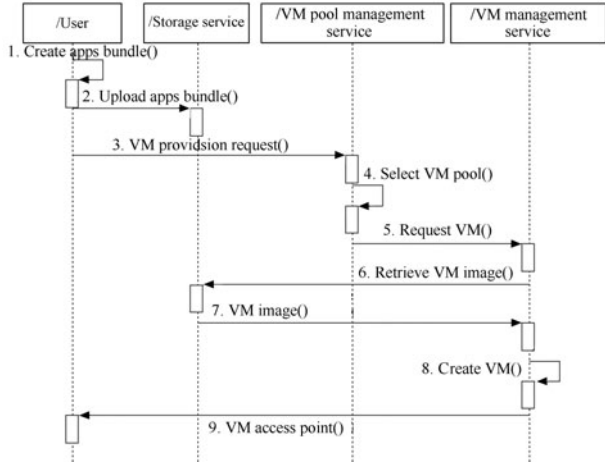 /User
/Storage service
/VM pool management
service
/VM management
service
1. Create apps bundle()
2. Upload apps bundle()
3. VM providsion request()
4. Select VM pool()
5. Request VM()
6. Retrieve VM image()
7. VM image()
8. Create VM()
9. VM access point()